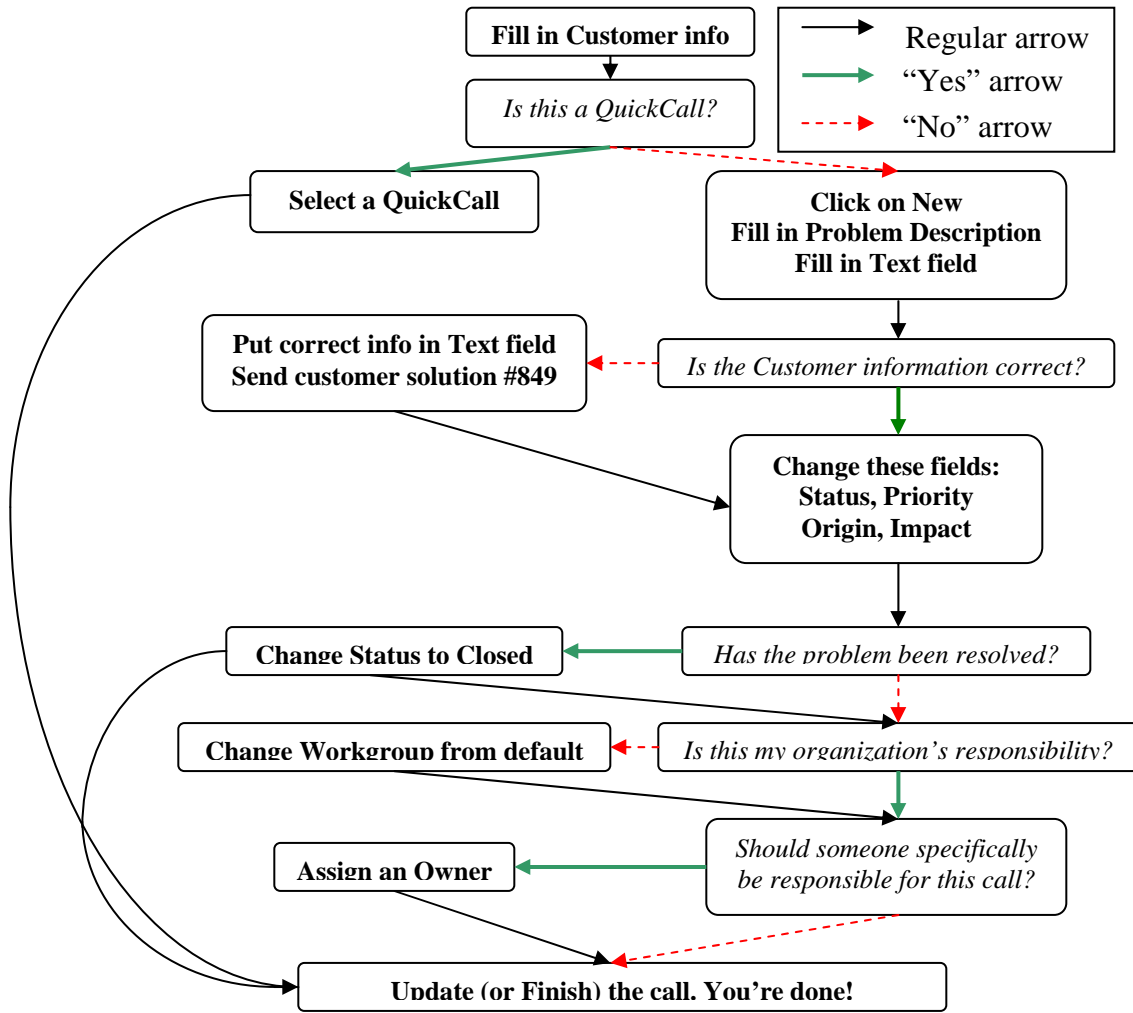 Fill in Customer info
Regular arrow
“Yes” arrow
“No” arrow
Is this a QuickCall?
Select a QuickCall
Click on New
Fill in Problem Description
Fill in Text field
Put correct info in Text field
Send customer solution #849
Is the Customer information correct?
Change these fields:
Status, Priority
Origin, Impact
Change Status to Closed
Has the problem been resolved?
Change Workgroup from default
Is this my organization’s responsibility?
Should someone specifically
be responsible for this call?
Assign an Owner
Update (or Finish) the call. You’re done!